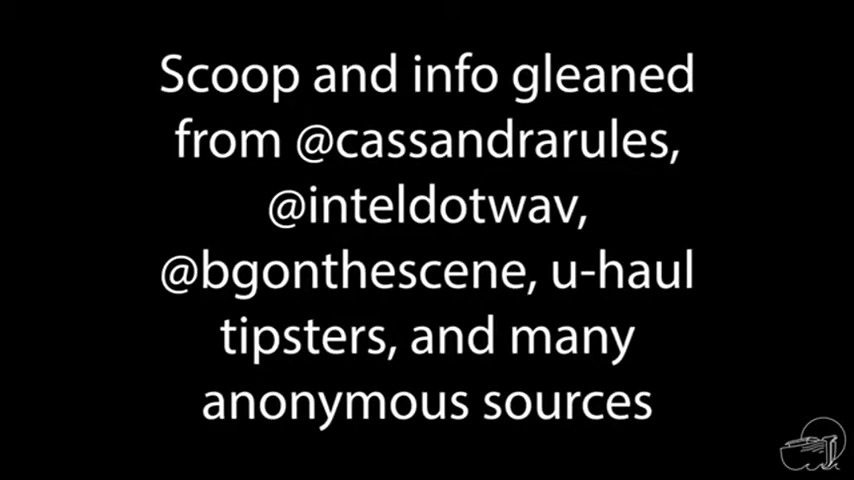 Scoop and info gleaned
from @cassandrarules,
@inteldotwav,
@bgonthescene, u-haul
tipsters, and many
anonymous sources